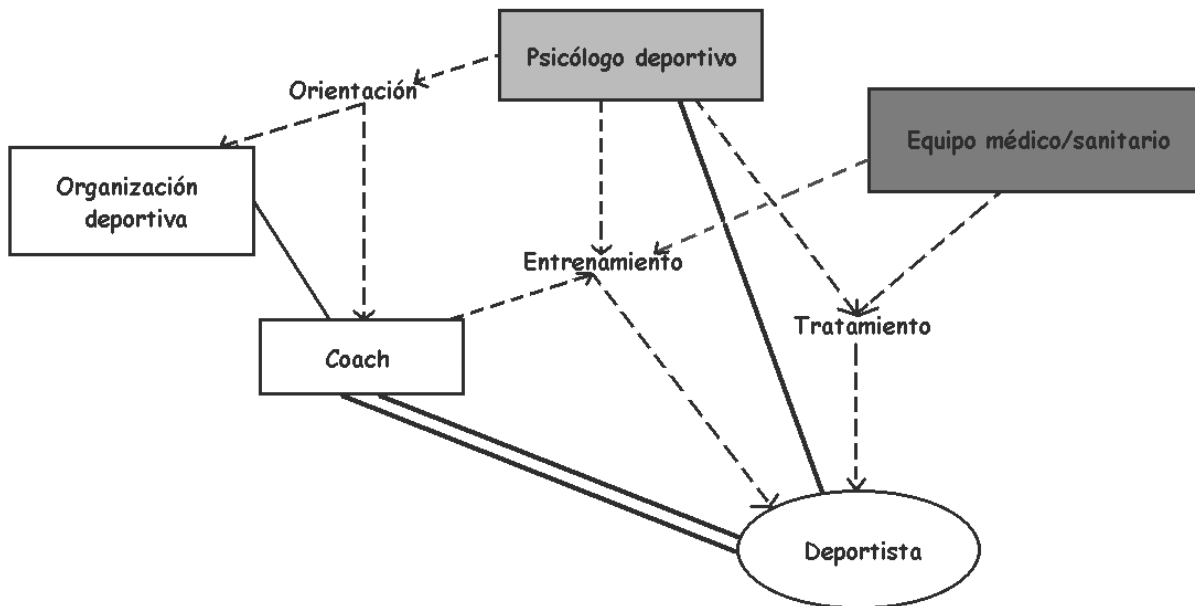 Psicólogo deportivo
Orientación
Equipo médico/sanitario
Organización
deportiva
Entrenamiento
Tratamiento
Coach
Deportista